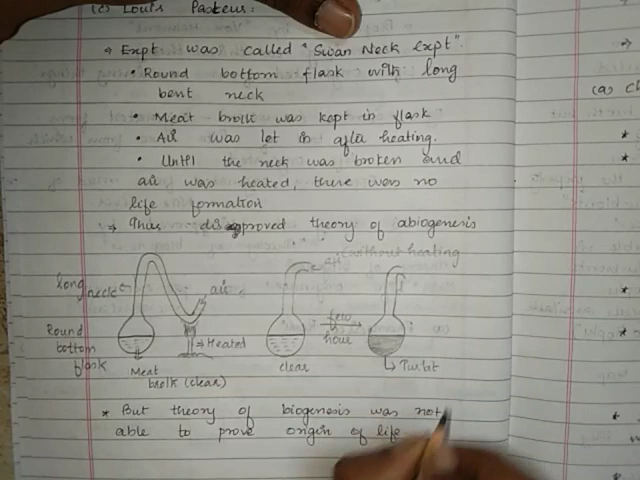 (c) Louis Pasteur:
→ Expt was called "Swan Neck expt".
• Round bottom flask with long
bent neck
• Meat broth was kept in flask
• Air was let in after heating.
• Until the neck was broken and
air was heated, there was no
life formation
→ Thus disapproved theory of abiogenesis
(without heating
long neck
air
air
Round
bottom
flask
→ Heated
few
hour
Meat
broth (clear)
clear
Turbit
* But theory of biogenesis was not
able to prove origin of life
(a) Ch